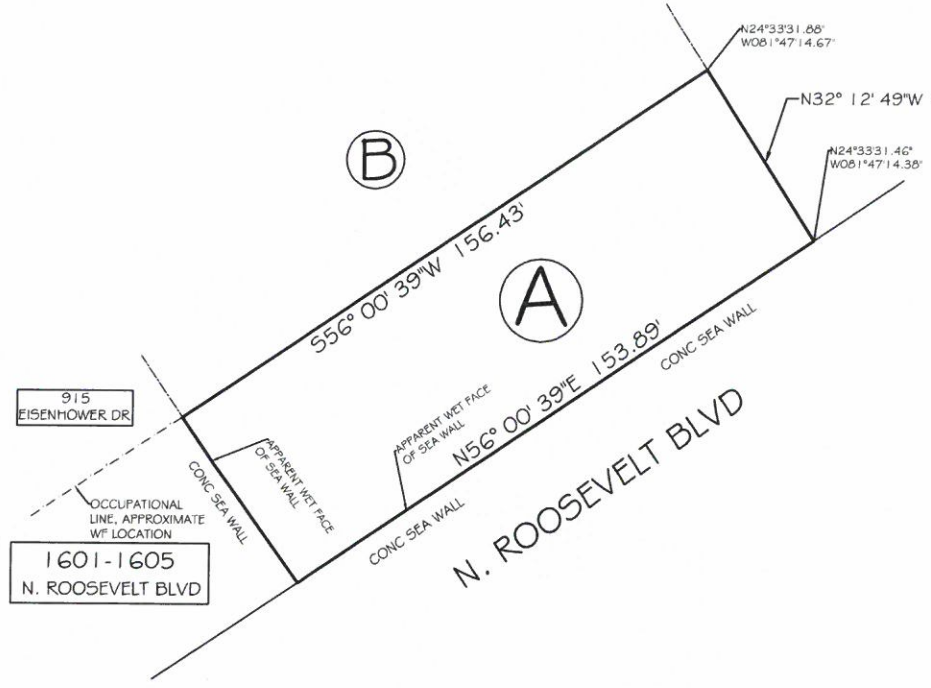 N24°33'31.88"
W081°47'14.67"
N32° 12' 49"W
N24°33'31.46"
W081°47'14.38"
B
S56° 00' 39"W 156.43'
A
N56° 00' 39"E 153.89'
CONC SEA WALL
915
EISENHOWER DR
APPARENT WET FACE
OF SEA WALL
APPARENT WET FACE
OF SEA WALL
CONC SEA WALL
OCCUPATIONAL
LINE, APPROXIMATE
WF LOCATION
CONC SEA WALL
1601-1605
N. ROOSEVELT BLVD
N. ROOSEVELT BLVD